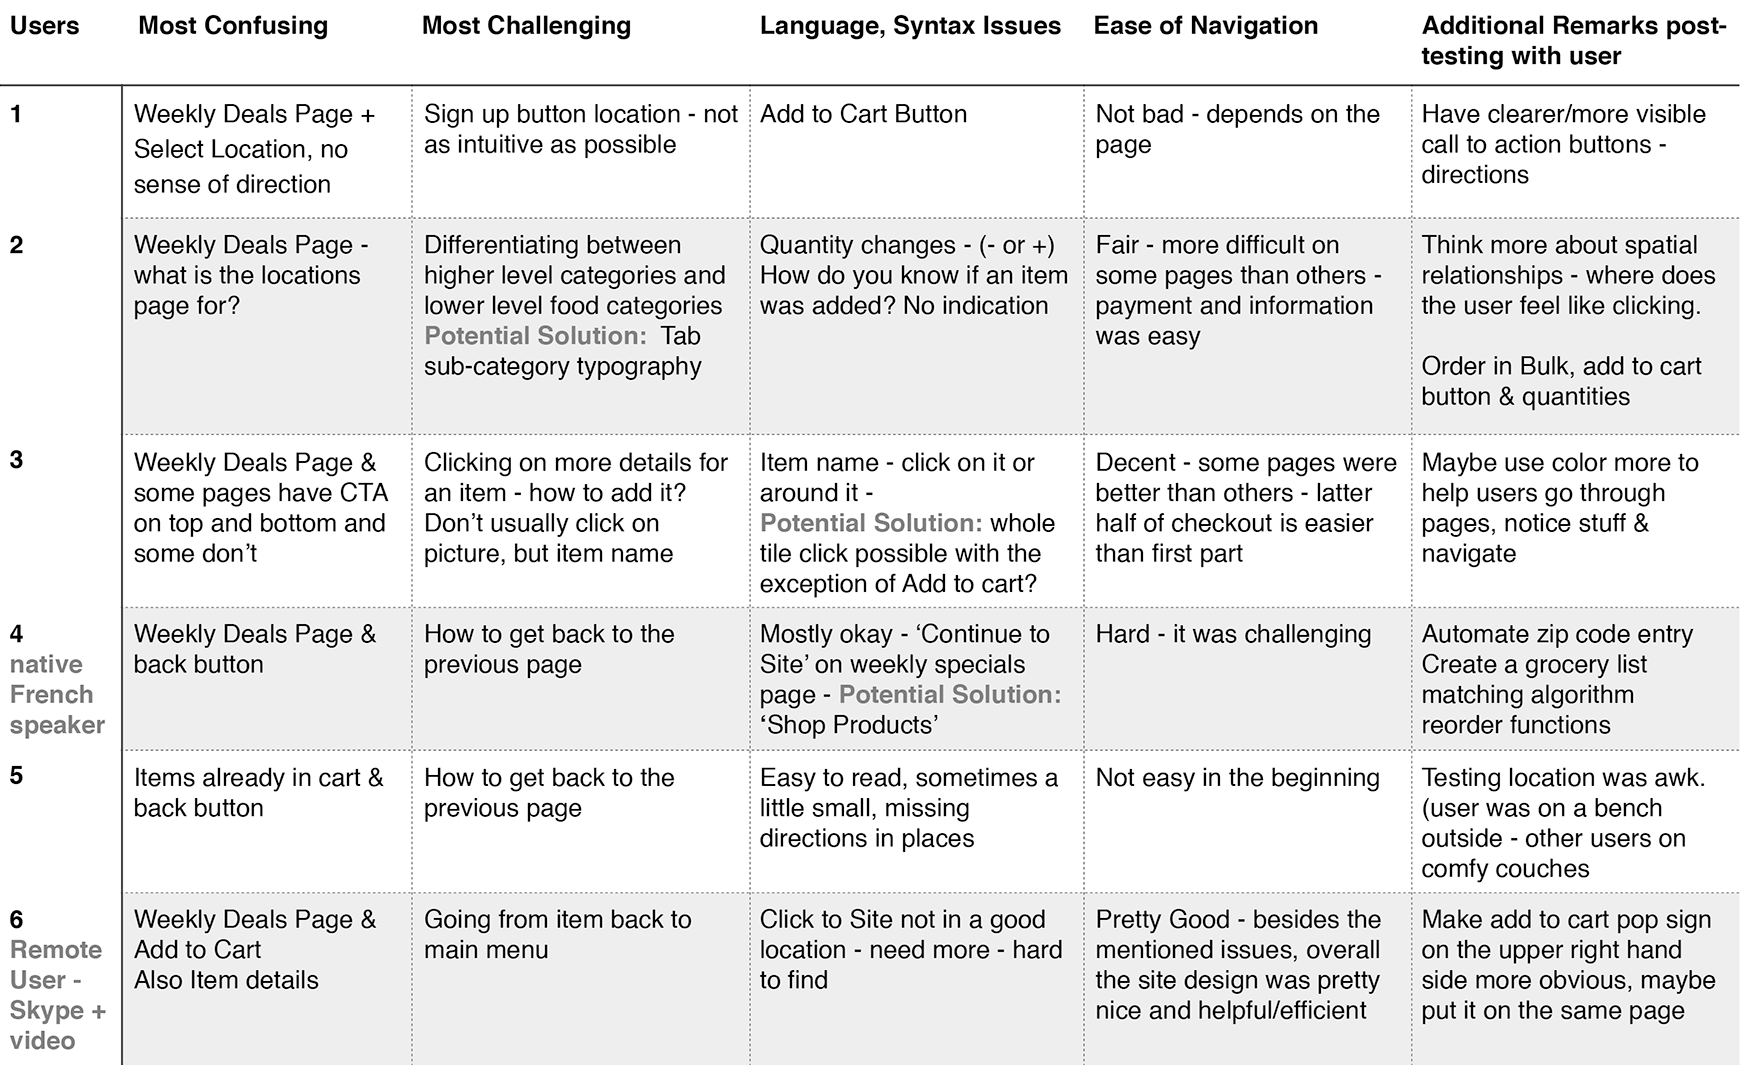 Users
Most Confusing
Most Challenging
Language, Syntax Issues
Ease of Navigation
Additional Remarks post-
testing with user
1
Weekly Deals Page +
Select Location, no
sense of direction
Sign up button location - not
as intuitive as possible
Add to Cart Button
Not bad - depends on the
page
Have clearer/more visible
call to action buttons -
directions
2
Weekly Deals Page -
what is the locations
page for?
Differentiating between
higher level categories and
lower level food categories
Potential Solution:  Tab
sub-category typography
Quantity changes - (- or +)
How do you know if an item
was added? No indication
Fair - more difficult on
some pages than others -
payment and information
was easy
Think more about spatial
relationships - where does
the user feel like clicking.
Order in Bulk, add to cart
button & quantities
3
Weekly Deals Page &
some pages have CTA
on top and bottom and
some don’t
Clicking on more details for
an item - how to add it?
Don’t usually click on
picture, but item name
Item name - click on it or
around it -
Potential Solution: whole
tile click possible with the
exception of Add to cart?
Decent - some pages were
better than others - latter
half of checkout is easier
than first part
Maybe use color more to
help users go through
pages, notice stuff &
navigate
4
native
French
speaker
Weekly Deals Page &
back button
How to get back to the
previous page
Mostly okay - ‘Continue to
Site’ on weekly specials
page - Potential Solution:
‘Shop Products’
Hard - it was challenging
Automate zip code entry
Create a grocery list
matching algorithm
reorder functions
5
Items already in cart &
back button
How to get back to the
previous page
Easy to read, sometimes a
little small, missing
directions in places
Not easy in the beginning
Testing location was awk.
(user was on a bench
outside - other users on
comfy couches
6
Remote
User -
Skype +
video
Weekly Deals Page &
Add to Cart
Also Item details
Going from item back to
main menu
Click to Site not in a good
location - need more - hard
to find
Pretty Good - besides the
mentioned issues, overall
the site design was pretty
nice and helpful/efficient
Make add to cart pop sign
on the upper right hand
side more obvious, maybe
put it on the same page